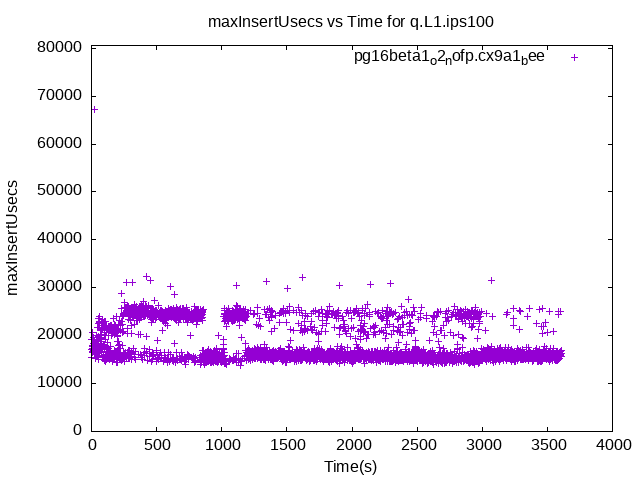 maxInsertUsecs vs Time for q.L1.ips100
pg16beta1o2nofp.cx9a1bee
80000
70000
60000
50000
40000
30000
20000
10000
0
maxInsertUsecs
0 500 1000 1500 2000 2500 3000 3500 4000
Time(s)